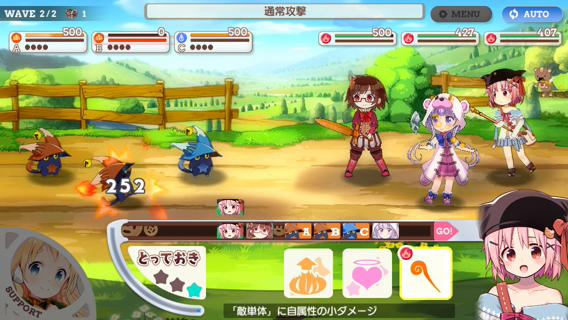 WAVE 2/2 1
通常攻撃
MENU
AUTO
500
A
0
B
500
C
500
427
407
252
A
B
C
GO!
とっておき
SUPPORT
「敵単体」に自属性の小ダメージ